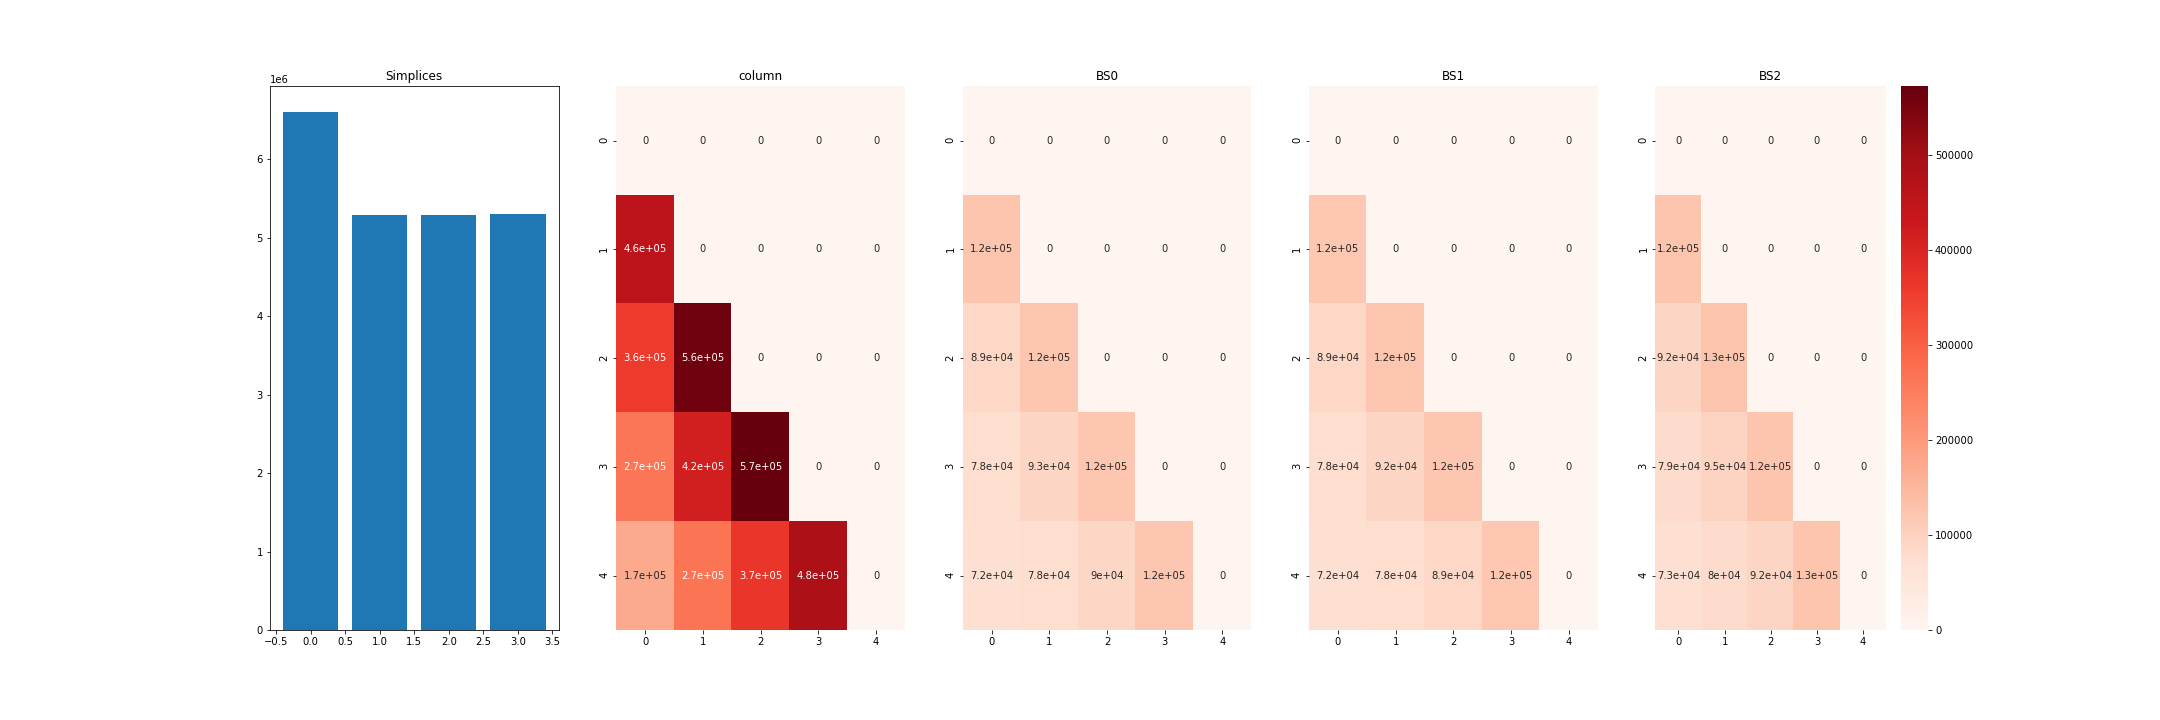 Simplices
1e6
6
5
4
3
2
1
0
−0.5 0.0 0.5 1.0 1.5 2.0 2.5 3.0 3.5
column
0 0 0 0 0 0
1 4.6e+05 0 0 0 0
2 3.6e+05 5.6e+05 0 0 0
3 2.7e+05 4.2e+05 5.7e+05 0 0
4 1.7e+05 2.7e+05 3.7e+05 4.8e+05 0
0 1 2 3 4
BS0
0 0 0 0 0 0
1 1.2e+05 0 0 0 0
2 8.9e+04 1.2e+05 0 0 0
3 7.8e+04 9.3e+04 1.2e+05 0 0
4 7.2e+04 7.8e+04 9e+04 1.2e+05 0
0 1 2 3 4
BS1
0 0 0 0 0 0
1 1.2e+05 0 0 0 0
2 8.9e+04 1.2e+05 0 0 0
3 7.8e+04 9.2e+04 1.2e+05 0 0
4 7.2e+04 7.8e+04 8.9e+04 1.2e+05 0
0 1 2 3 4
BS2
0 0 0 0 0 0
1 1.2e+05 0 0 0 0
2 9.2e+04 1.3e+05 0 0 0
3 7.9e+04 9.5e+04 1.2e+05 0 0
4 7.3e+04 8e+04 9.2e+04 1.3e+05 0
0 1 2 3 4
500000
400000
300000
200000
100000
0